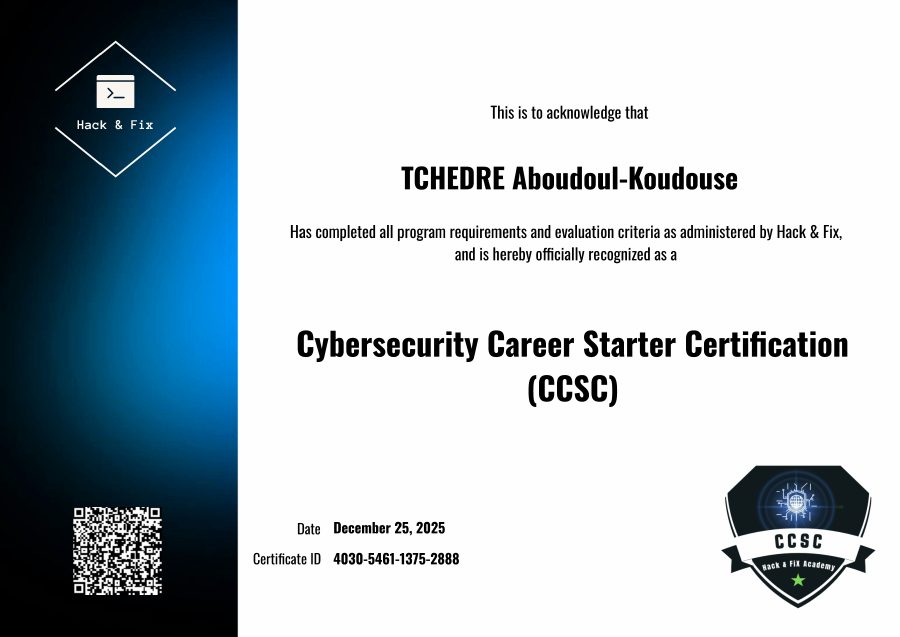 Hack & Fix
This is to acknowledge that
TCHEDRE Aboudoul-Koudouse
Has completed all program requirements and evaluation criteria as administered by Hack & Fix,
and is hereby officially recognized as a
Cybersecurity Career Starter Certification
(CCSC)
Date December 25, 2025
Certificate ID 4030-5461-1375-2888
CCSC
Hack & FiX Academy